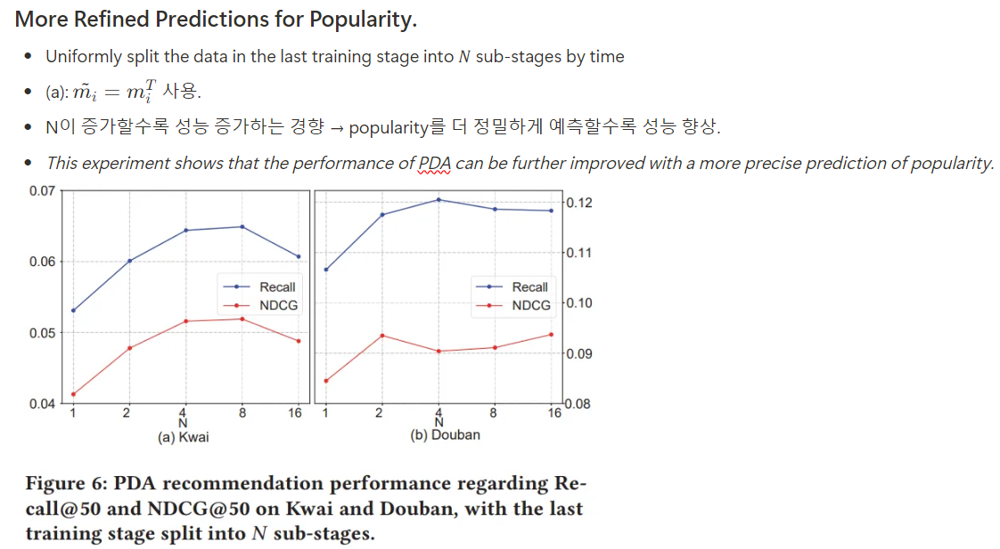 More Refined Predictions for Popularity.
• Uniformly split the data in the last training stage into N sub-stages by time
• (a): m̃ᵢ = mᵢᵀ 사용.
• N이 증가할수록 성능 증가하는 경향 → popularity를 더 정밀하게 예측할수록 성능 향상.
• This experiment shows that the performance of PDA can be further improved with a more precise prediction of popularity.
0.07
0.06
0.05
0.04
Recall
NDCG
1 2 4 8 16
N
(a) Kwai
0.12
0.11
0.10
0.09
0.08
Recall
NDCG
1 2 4 8 16
N
(b) Douban
Figure 6: PDA recommendation performance regarding Re-
call@50 and NDCG@50 on Kwai and Douban, with the last
training stage split into N sub-stages.